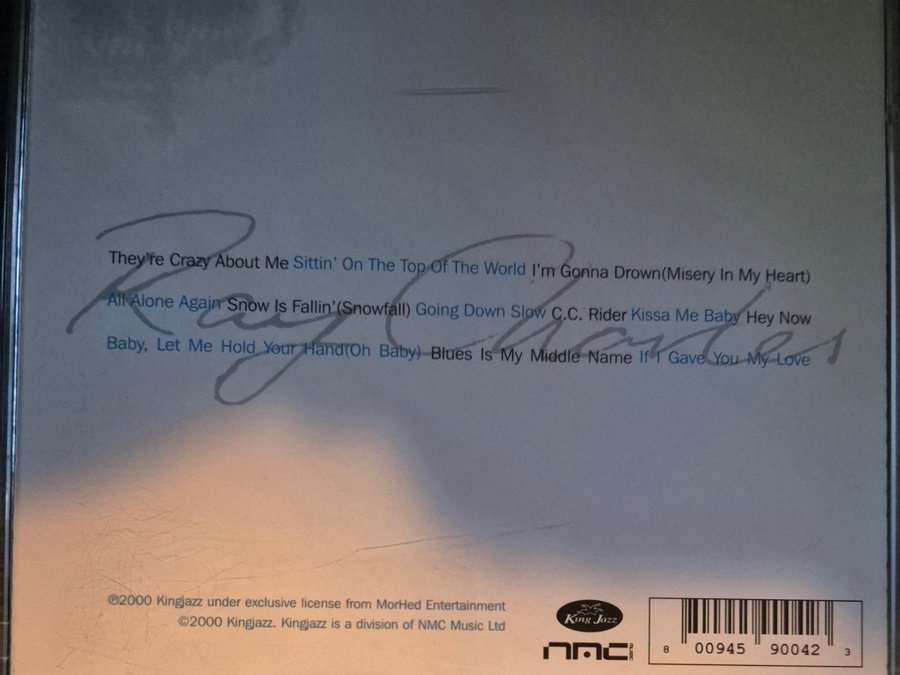 Ray Charles
They're Crazy About Me Sittin' On The Top Of The World I'm Gonna Drown(Misery In My Heart)
All Alone Again Snow Is Fallin'(Snowfall) Going Down Slow C.C. Rider Kissa Me Baby Hey Now
Baby, Let Me Hold Your Hand(Oh Baby) Blues Is My Middle Name If I Gave You My Love
℗2000 Kingjazz under exclusive license from MorHed Entertainment
©2000 Kingjazz. Kingjazz is a division of NMC Music Ltd
King Jazz
nmc MUSIC
8 00945 90042 3